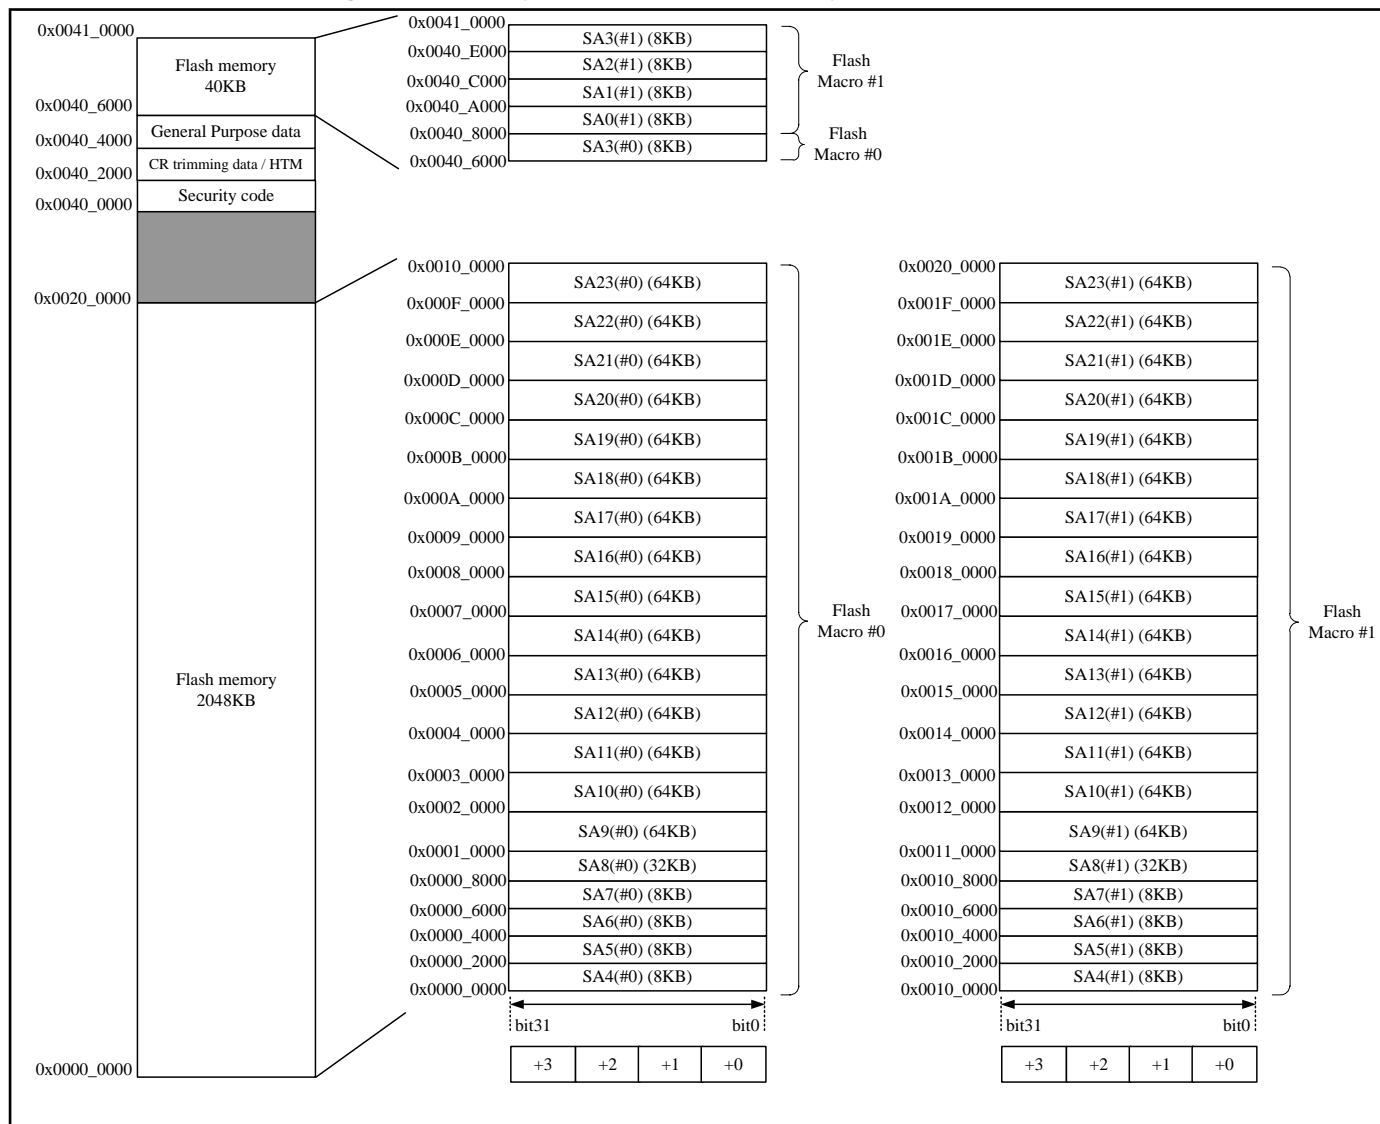 0x0041_0000
Flash memory
40KB
0x0040_6000
General Purpose data
0x0040_4000
CR trimming data / HTM
0x0040_2000
Security code
0x0040_0000
0x0020_0000
Flash memory
2048KB
0x0000_0000
0x0041_0000
SA3(#1) (8KB)
0x0040_E000
SA2(#1) (8KB)
0x0040_C000
SA1(#1) (8KB)
0x0040_A000
SA0(#1) (8KB)
0x0040_8000
SA3(#0) (8KB)
0x0040_6000
Flash
Macro #1
Flash
Macro #0
0x0010_0000
SA23(#0) (64KB)
0x000F_0000
SA22(#0) (64KB)
0x000E_0000
SA21(#0) (64KB)
0x000D_0000
SA20(#0) (64KB)
0x000C_0000
SA19(#0) (64KB)
0x000B_0000
SA18(#0) (64KB)
0x000A_0000
SA17(#0) (64KB)
0x0009_0000
SA16(#0) (64KB)
0x0008_0000
SA15(#0) (64KB)
0x0007_0000
SA14(#0) (64KB)
0x0006_0000
SA13(#0) (64KB)
0x0005_0000
SA12(#0) (64KB)
0x0004_0000
SA11(#0) (64KB)
0x0003_0000
SA10(#0) (64KB)
0x0002_0000
SA9(#0) (64KB)
0x0001_0000
SA8(#0) (32KB)
0x0000_8000
SA7(#0) (8KB)
0x0000_6000
SA6(#0) (8KB)
0x0000_4000
SA5(#0) (8KB)
0x0000_2000
SA4(#0) (8KB)
0x0000_0000
Flash
Macro #0
bit31 bit0
+3 +2 +1 +0
0x0020_0000
SA23(#1) (64KB)
0x001F_0000
SA22(#1) (64KB)
0x001E_0000
SA21(#1) (64KB)
0x001D_0000
SA20(#1) (64KB)
0x001C_0000
SA19(#1) (64KB)
0x001B_0000
SA18(#1) (64KB)
0x001A_0000
SA17(#1) (64KB)
0x0019_0000
SA16(#1) (64KB)
0x0018_0000
SA15(#1) (64KB)
0x0017_0000
SA14(#1) (64KB)
0x0016_0000
SA13(#1) (64KB)
0x0015_0000
SA12(#1) (64KB)
0x0014_0000
SA11(#1) (64KB)
0x0013_0000
SA10(#1) (64KB)
0x0012_0000
SA9(#1) (64KB)
0x0011_0000
SA8(#1) (32KB)
0x0010_8000
SA7(#1) (8KB)
0x0010_6000
SA6(#1) (8KB)
0x0010_4000
SA5(#1) (8KB)
0x0010_2000
SA4(#1) (8KB)
0x0010_0000
Flash
Macro #1
bit31 bit0
+3 +2 +1 +0